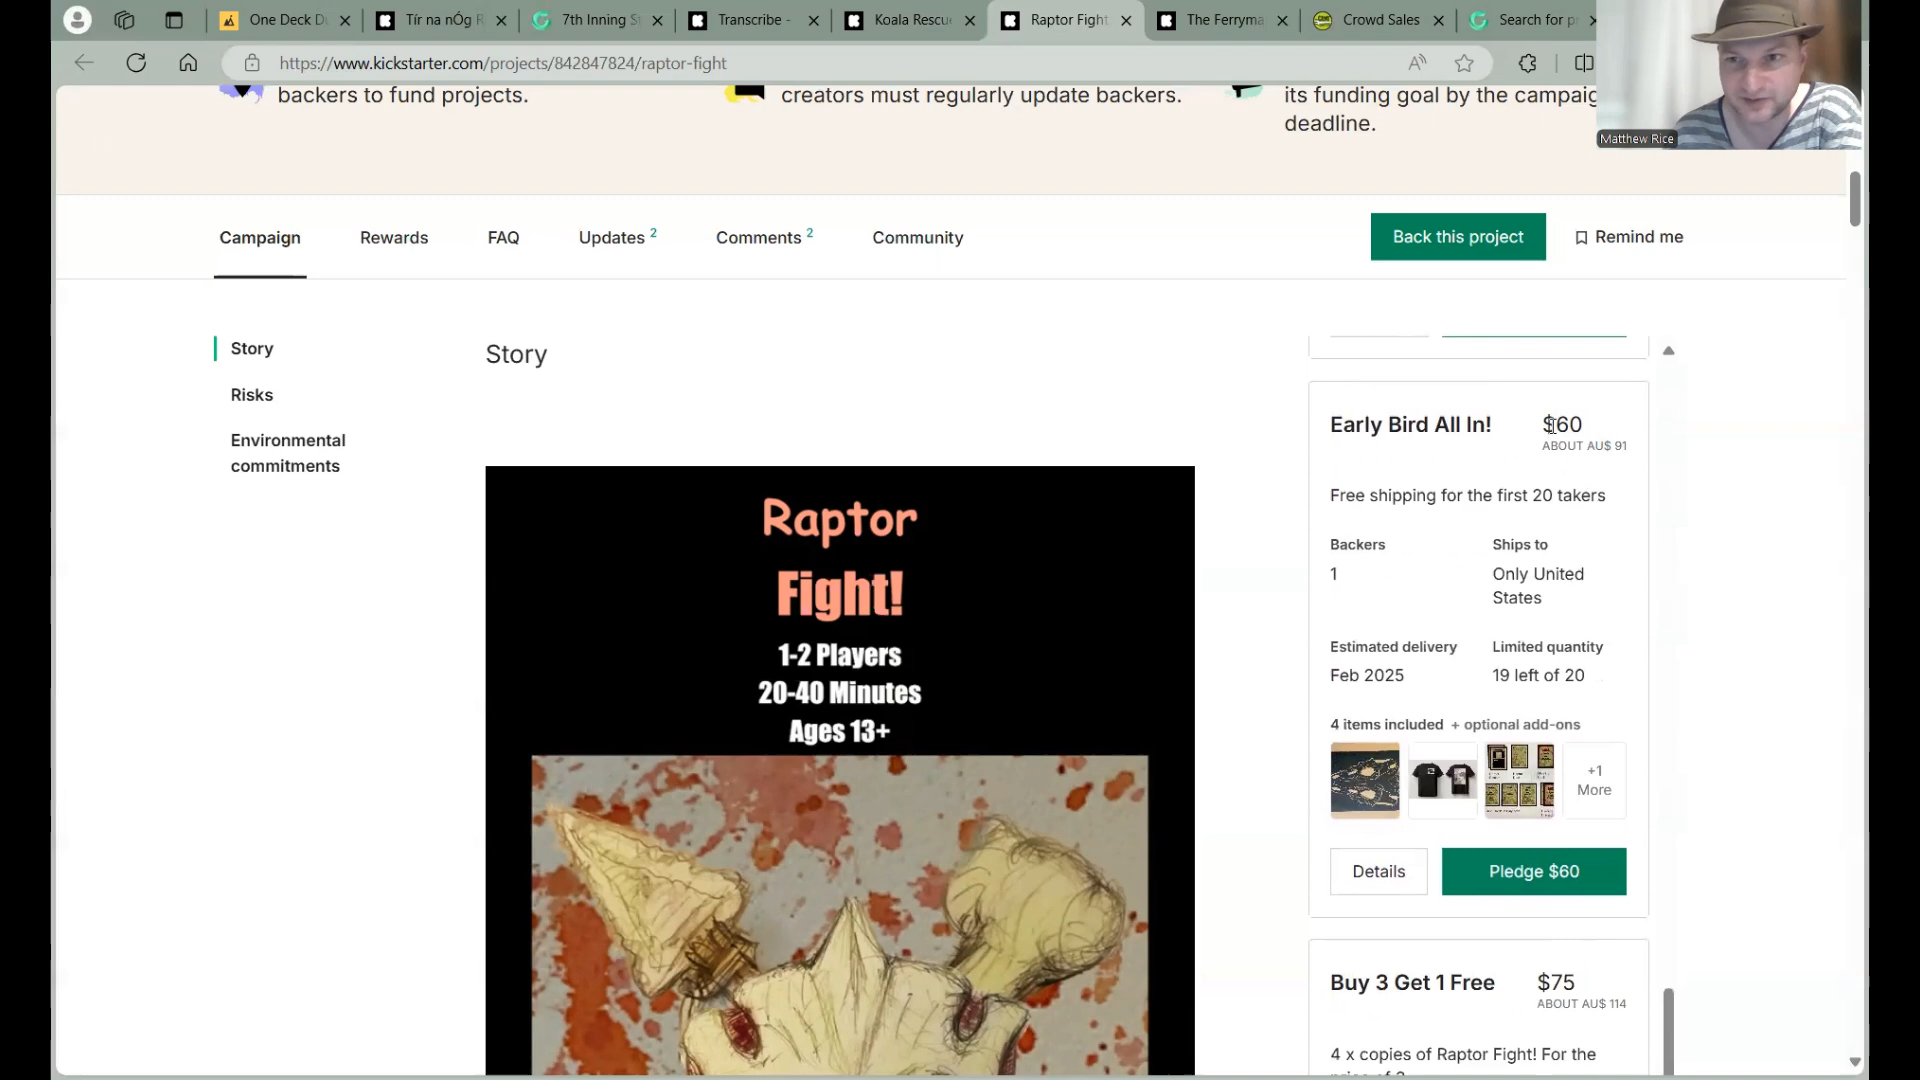 One Deck D
Tír na nÓg R
7th Inning S
Transcribe -
Koala Rescu
Raptor Fight
The Ferryma
Crowd Sales
Search for p
https://www.kickstarter.com/projects/842847824/raptor-fight
Matthew Rice
backers to fund projects.
creators must regularly update backers.
its funding goal by the campaig
deadline.
Campaign
Rewards
FAQ
Updates 2
Comments 2
Community
Back this project
Remind me
Story
Risks
Environmental
commitments
Story
Raptor
Fight!
1-2 Players
20-40 Minutes
Ages 13+
Early Bird All In!
$60
ABOUT AU$ 91
Free shipping for the first 20 takers
Backers
1
Ships to
Only United
States
Estimated delivery
Feb 2025
Limited quantity
19 left of 20
4 items included + optional add-ons
+1
More
Details
Pledge $60
Buy 3 Get 1 Free
$75
ABOUT AU$ 114
4 x copies of Raptor Fight! For the